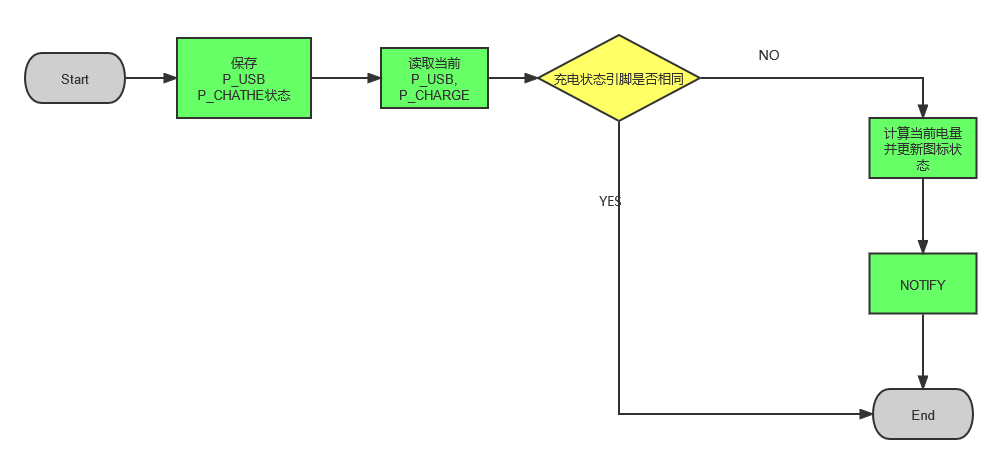 Start
保存
P_USB
P_CHATHE状态
读取当前
P_USB,
P_CHARGE
充电状态引脚是否相同
NO
YES
计算当前电量
并更新图标状
态
NOTIFY
End